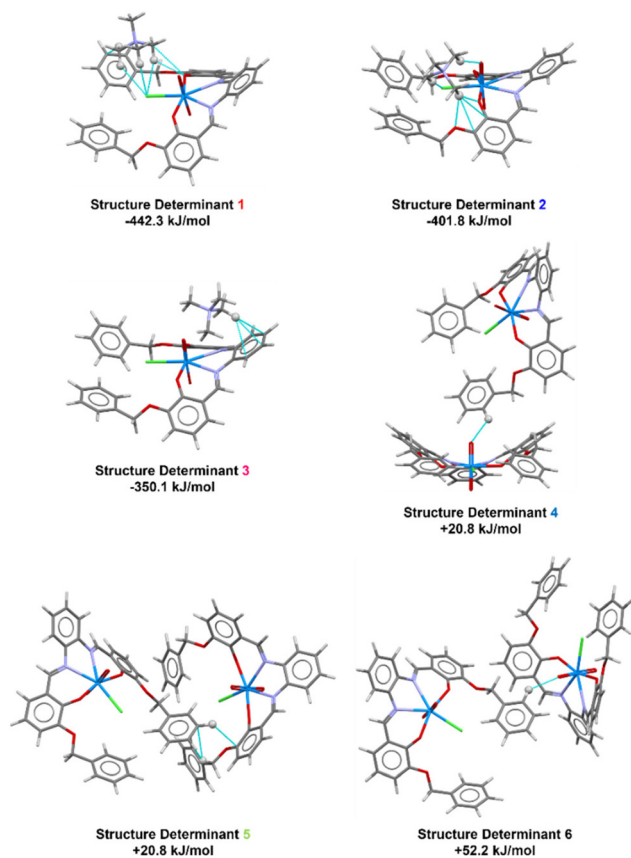 Structure Determinant 1
-442.3 kJ/mol
Structure Determinant 2
-401.8 kJ/mol
Structure Determinant 3
-350.1 kJ/mol
Structure Determinant 4
+20.8 kJ/mol
Structure Determinant 5
+20.8 kJ/mol
Structure Determinant 6
+52.2 kJ/mol